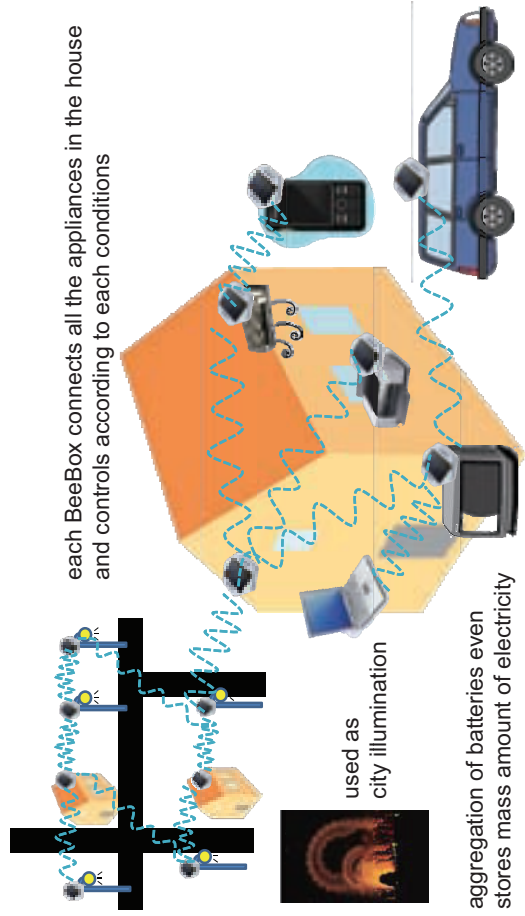 each BeeBox connects all the appliances in the house
and controls according to each conditions
used as
city illumination
aggregation of batteries even
stores mass amount of electricity